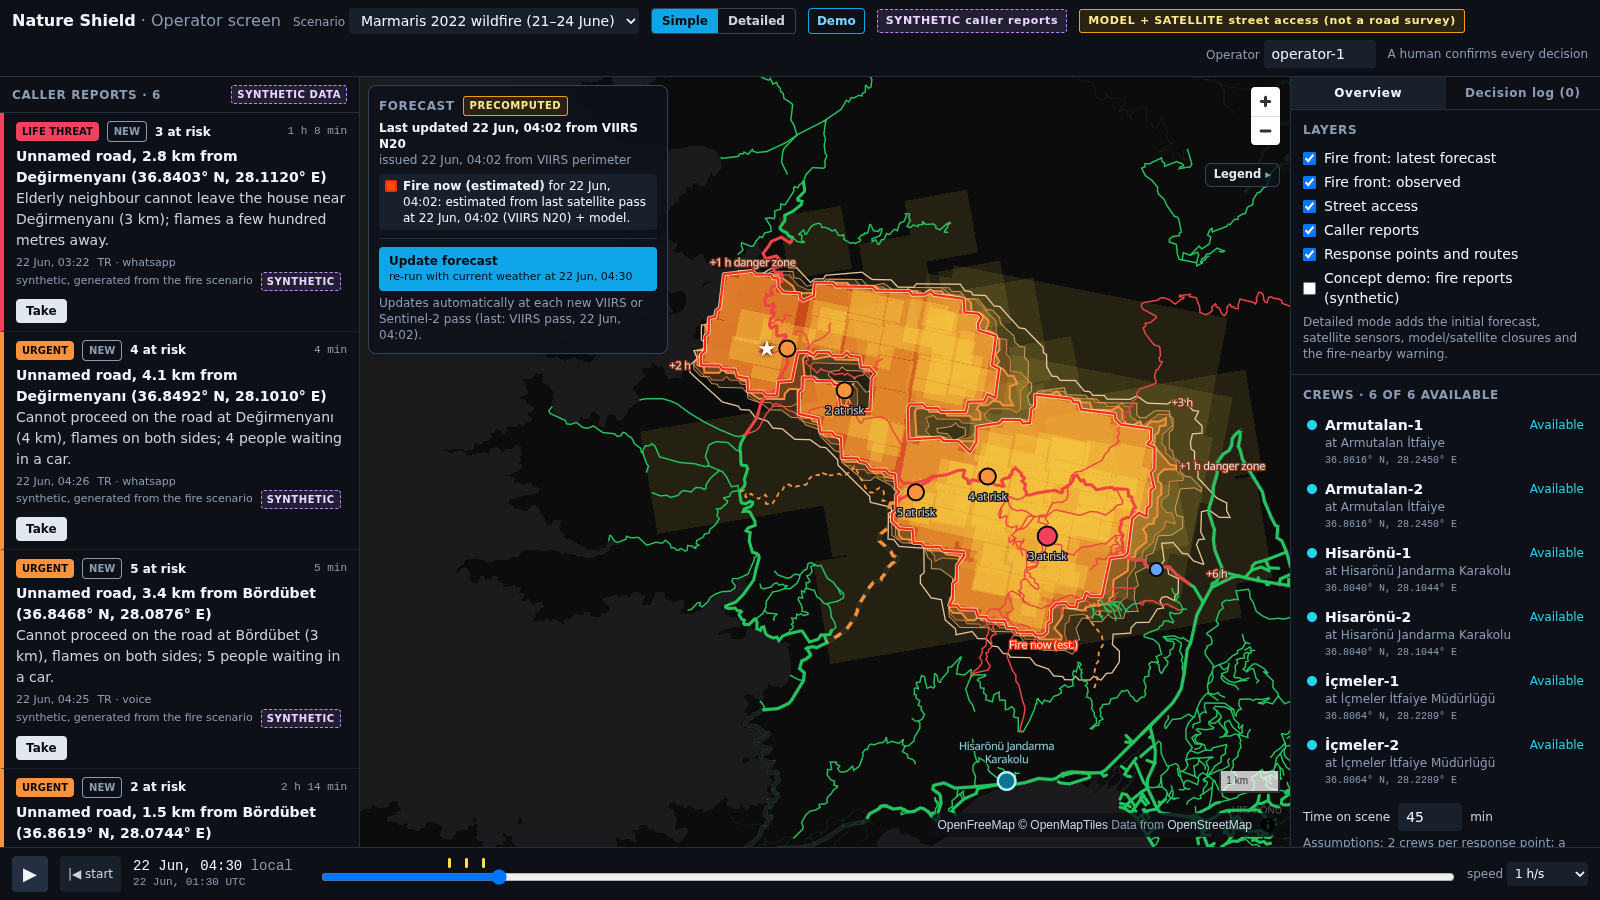 Nature Shield · Operator screen
Scenario
Marmaris 2022 wildfire (21–24 June)
Simple
Detailed
Demo
SYNTHETIC caller reports
MODEL + SATELLITE street access (not a road survey)
Operator
operator-1
A human confirms every decision
CALLER REPORTS · 6
SYNTHETIC DATA
LIFE THREAT NEW 3 at risk 1 h 8 min
Unnamed road, 2.8 km from
Değirmenyanı (36.8403° N, 28.1120° E)
Elderly neighbour cannot leave the house near
Değirmenyanı (3 km); flames a few hundred
metres away.
22 Jun, 03:22 TR · whatsapp
synthetic, generated from the fire scenario SYNTHETIC
Take
URGENT NEW 4 at risk 4 min
Unnamed road, 4.1 km from
Değirmenyanı (36.8492° N, 28.1010° E)
Cannot proceed on the road at Değirmenyanı
(4 km), flames on both sides; 4 people waiting
in a car.
22 Jun, 04:26 TR · whatsapp
synthetic, generated from the fire scenario SYNTHETIC
Take
URGENT NEW 5 at risk 5 min
Unnamed road, 3.4 km from Bördübet
(36.8468° N, 28.0876° E)
Cannot proceed on the road at Bördübet (3
km), flames on both sides; 5 people waiting in
a car.
22 Jun, 04:25 TR · voice
synthetic, generated from the fire scenario SYNTHETIC
Take
URGENT NEW 2 at risk 2 h 14 min
Unnamed road, 1.5 km from Bördübet
(36.8619° N, 28.0744° E)
FORECAST PRECOMPUTED
Last updated 22 Jun, 04:02 from VIIRS
N20
issued 22 Jun, 04:02 from VIIRS perimeter
Fire now (estimated) for 22 Jun,
04:02: estimated from last satellite pass
at 22 Jun, 04:02 (VIIRS N20) + model.
Update forecast
re-run with current weather at 22 Jun, 04:30
Updates automatically at each new VIIRS or
Sentinel-2 pass (last: VIIRS pass, 22 Jun,
04:02).
+
−
Legend ▸
+1 h danger zone
+2 h
2 at risk
+3 h
+1 h danger zone
4 at risk
5 at risk
3 at risk
+6 h
Fire now (est.)
Hisarönü Jandarma
Karakolu
1 km
HISARÖNÜ
OpenFreeMap © OpenMapTiles Data from OpenStreetMap
Overview
Decision log (0)
LAYERS
Fire front: latest forecast
Fire front: observed
Street access
Caller reports
Response points and routes
Concept demo: fire reports
(synthetic)
Detailed mode adds the initial forecast,
satellite sensors, model/satellite closures and
the fire-nearby warning.
CREWS · 6 OF 6 AVAILABLE
Armutalan-1 Available
at Armutalan İtfaiye
36.8616° N, 28.2450° E
Armutalan-2 Available
at Armutalan İtfaiye
36.8616° N, 28.2450° E
Hisarönü-1 Available
at Hisarönü Jandarma Karakolu
36.8040° N, 28.1044° E
Hisarönü-2 Available
at Hisarönü Jandarma Karakolu
36.8040° N, 28.1044° E
İçmeler-1 Available
at İçmeler İtfaiye Müdürlüğü
36.8064° N, 28.2289° E
İçmeler-2 Available
at İçmeler İtfaiye Müdürlüğü
36.8064° N, 28.2289° E
Time on scene 45 min
Assumptions: 2 crews per response point; a
▶
|◀ start
22 Jun, 04:30 local
22 Jun, 01:30 UTC
speed
1 h/s